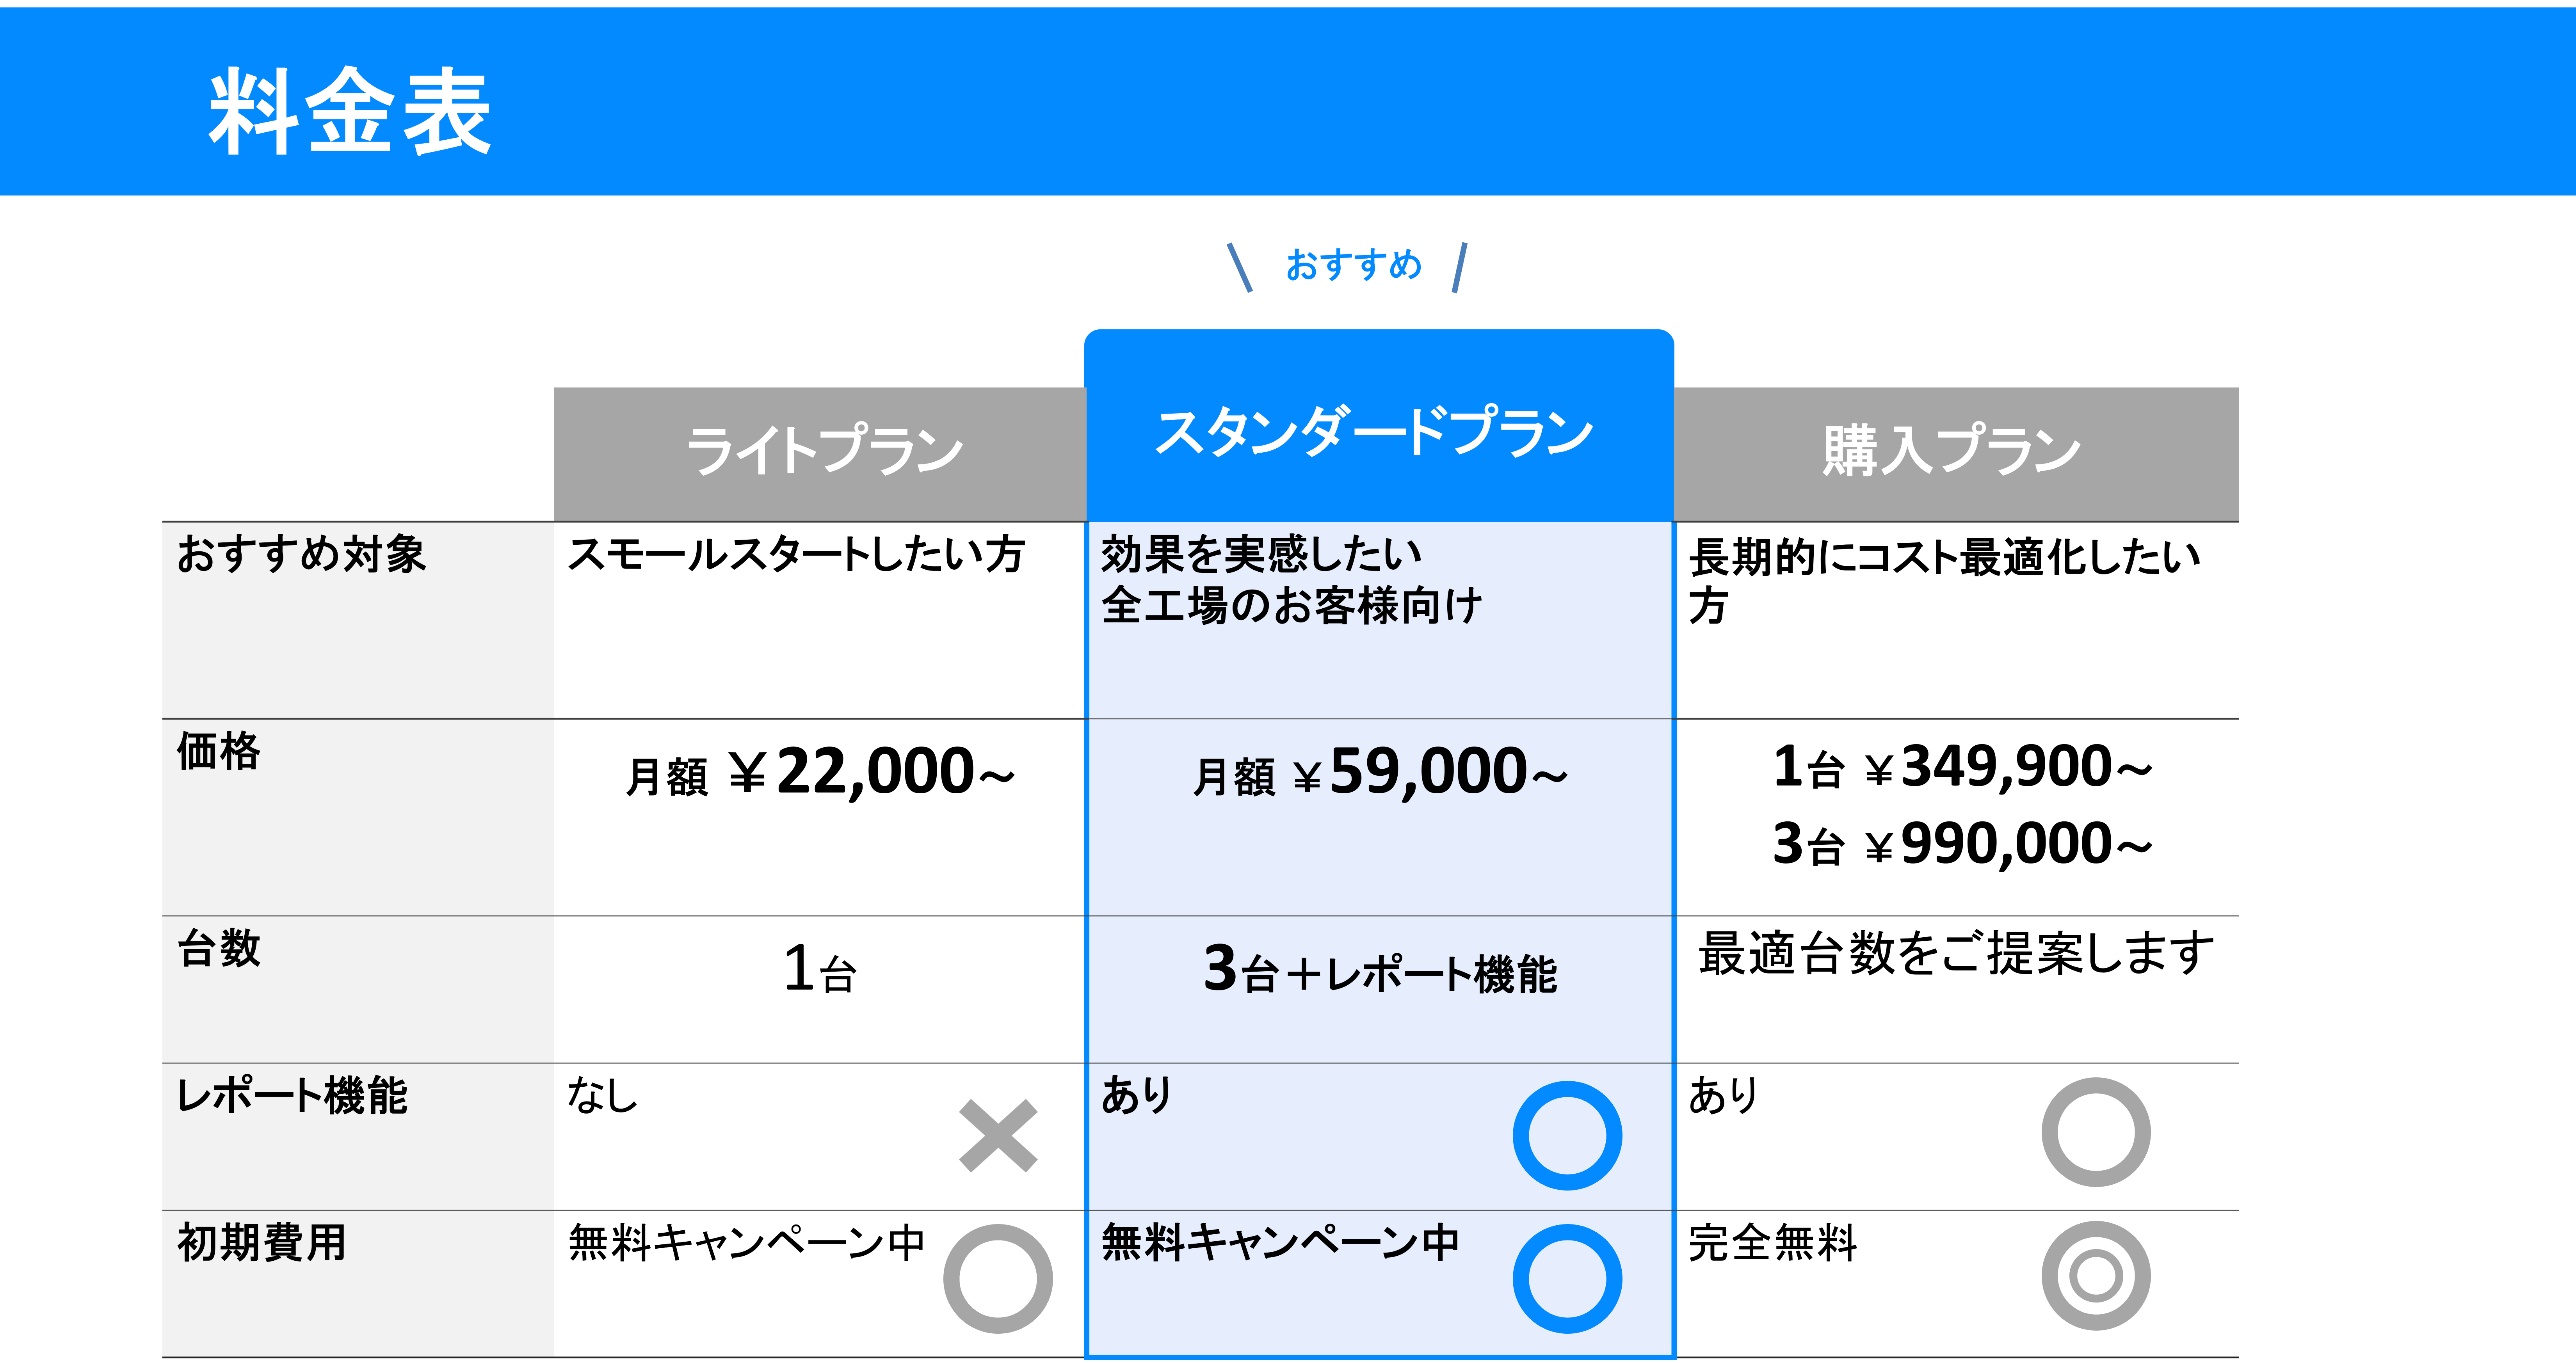 料金表
\ おすすめ /
ライトプラン
スタンダードプラン
購入プラン
おすすめ対象
スモールスタートしたい方
効果を実感したい
全工場のお客様向け
長期的にコスト最適化したい
方
価格
月額 ￥22,000～
月額 ￥59,000～
1台 ￥349,900～
3台 ￥990,000～
台数
1台
3台＋レポート機能
最適台数をご提案します
レポート機能
なし
あり
あり
初期費用
無料キャンペーン中
無料キャンペーン中
完全無料